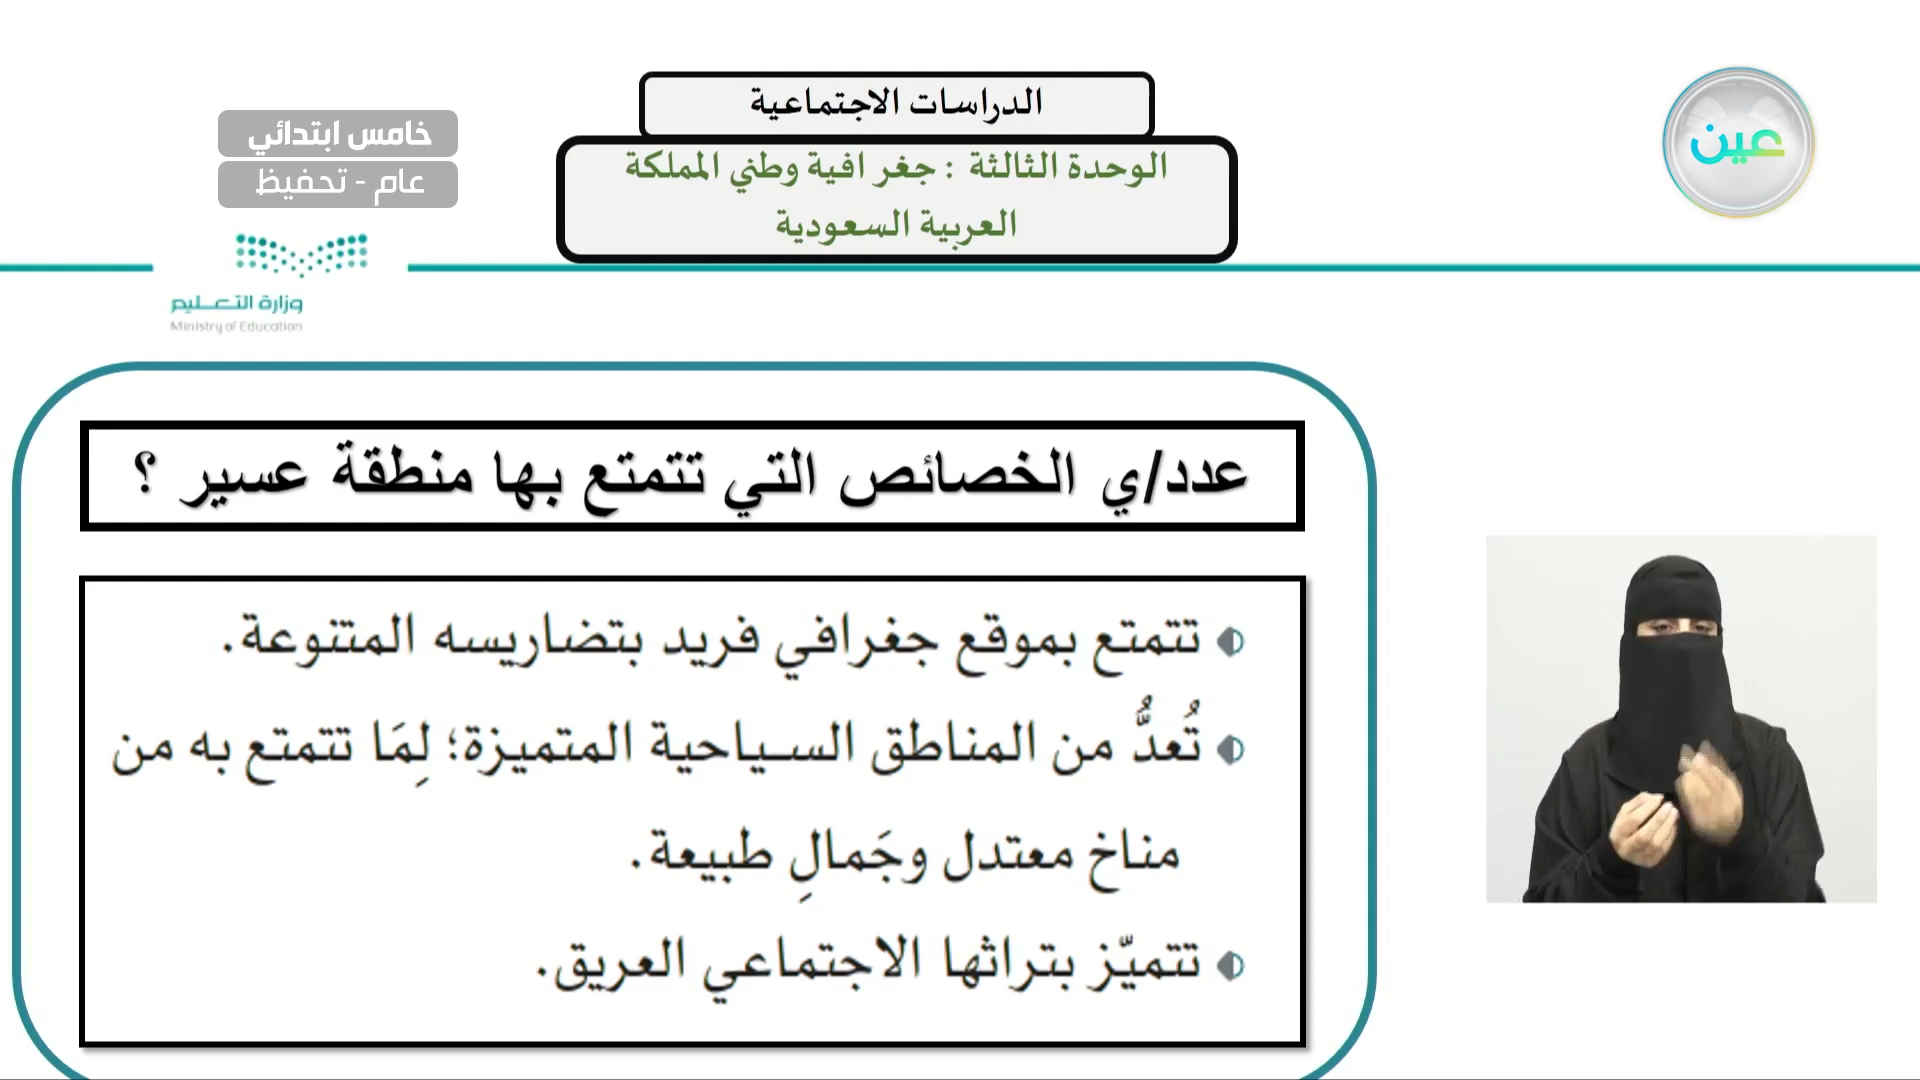 الدراسات الاجتماعية
الوحدة الثالثة : جغرافية وطني المملكة
العربية السعودية
خامس ابتدائي
عام - تحفيظ
عين
وزارة التعليم
Ministry of Education
عدد/ي الخصائص التي تتمتع بها منطقة عسير ؟
تتمتع بموقع جغرافي فريد بتضاريسه المتنوعة.
تُعدُّ من المناطق السياحية المتميزة؛ لِمَا تتمتع به من
مناخ معتدل وجَمالِ طبيعة.
تتميّز بتراثها الاجتماعي العريق.